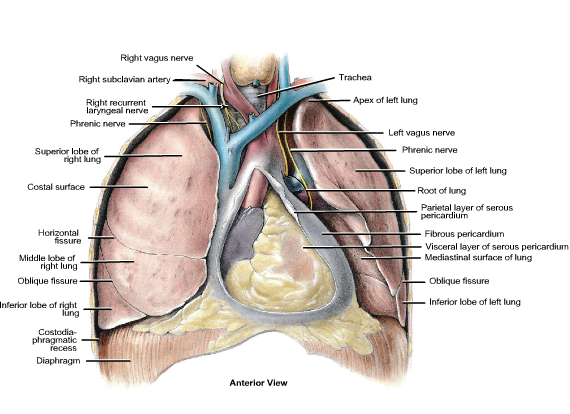 Right vagus nerve
Right subclavian artery
Right recurrent
laryngeal nerve
Phrenic nerve
Superior lobe of
right lung
Costal surface
Horizontal
fissure
Middle lobe of
right lung
Oblique fissure
Inferior lobe of right
lung
Costodia-
phragmatic
recess
Diaphragm
Trachea
Apex of left lung
Left vagus nerve
Phrenic nerve
Superior lobe of left lung
Root of lung
Parietal layer of serous
pericardium
Fibrous pericardium
Visceral layer of serous pericardium
Mediastinal surface of lung
Oblique fissure
Inferior lobe of left lung
Anterior View